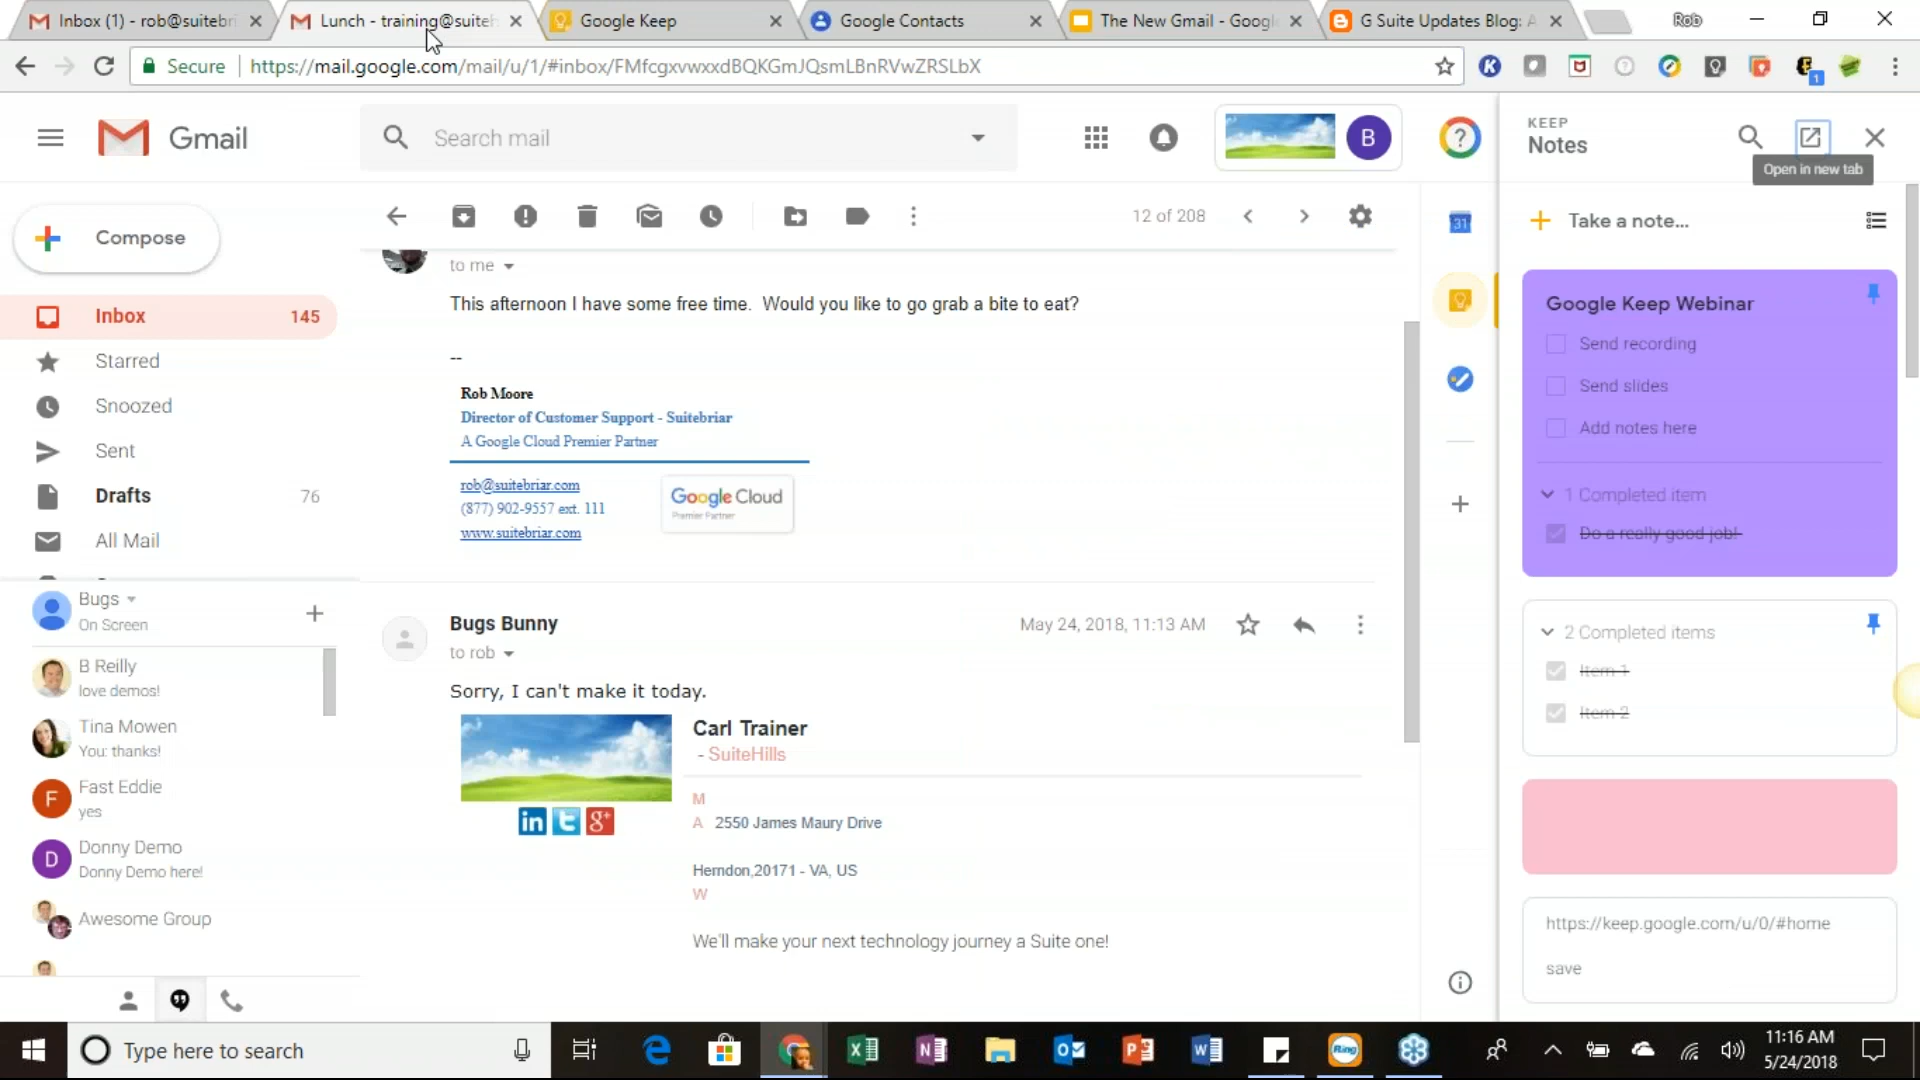 Inbox (1) - rob@suitebri
Lunch - training@suiteh
Google Keep
Google Contacts
The New Gmail - Googl
G Suite Updates Blog: A
Rob
Secure
https://mail.google.com/mail/u/1/#inbox/FMfcgxvwxxdBQKGmJQsmLBnRVwZRSLbX
Gmail
Search mail
B
KEEP
Notes
Open in new tab
Compose
12 of 208
Take a note...
Inbox 145
Starred
Snoozed
Sent
Drafts 76
All Mail
to me
This afternoon I have some free time.  Would you like to go grab a bite to eat?
--
Rob Moore
Director of Customer Support - Suitebriar
A Google Cloud Premier Partner
rob@suitebriar.com
(877) 902-9557 ext. 111
www.suitebriar.com
Google Cloud
Premier Partner
Bugs
On Screen
B Reilly
love demos!
Tina Mowen
You: thanks!
F
Fast Eddie
yes
D
Donny Demo
Donny Demo here!
Awesome Group
Bugs Bunny
May 24, 2018, 11:13 AM
to rob
Sorry, I can't make it today.
Carl Trainer
- SuiteHills
in
g+
M
A 2550 James Maury Drive
Herndon,20171 - VA, US
W
We'll make your next technology journey a Suite one!
31
Google Keep Webinar
Send recording
Send slides
Add notes here
1 Completed item
Do a really good job!
2 Completed items
Item 1
Item 2
https://keep.google.com/u/0/#home
save
Type here to search
Ring
11:16 AM
5/24/2018